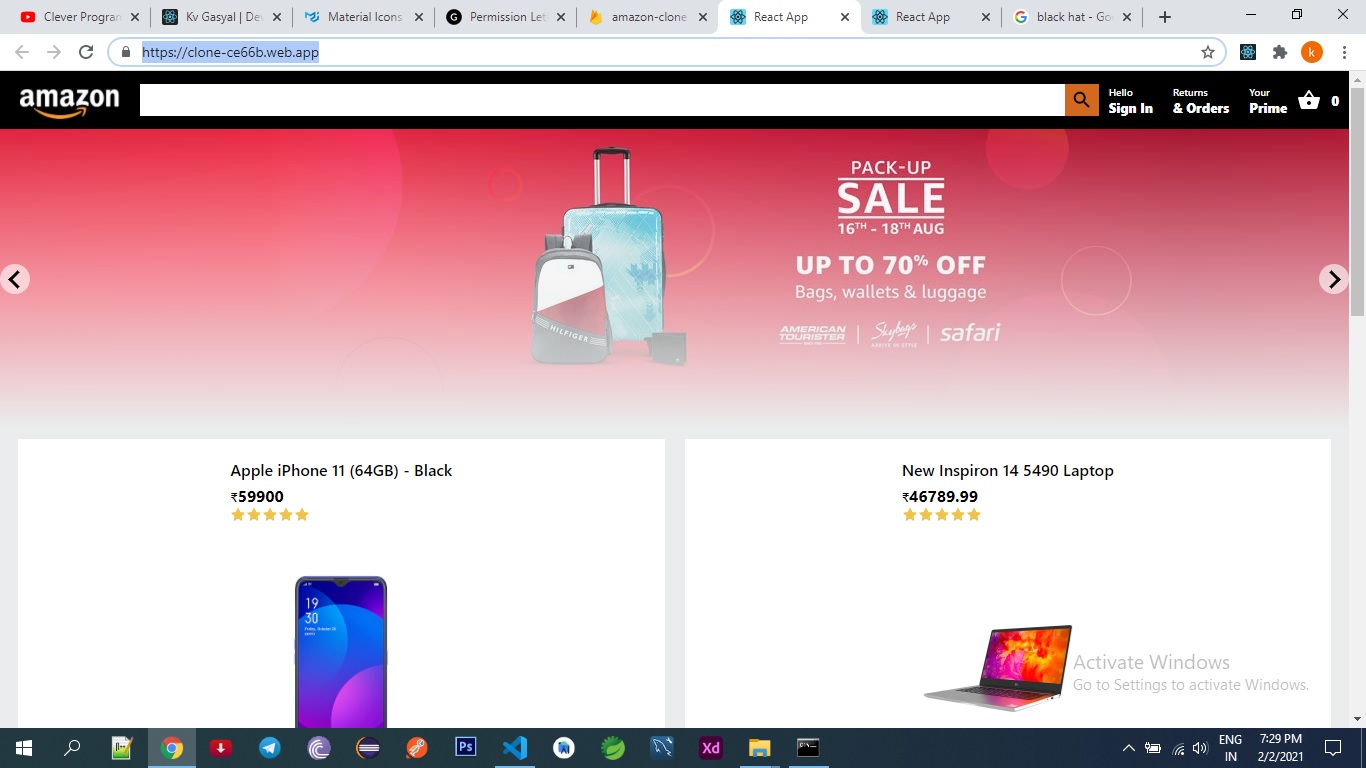 Clever Progran
Kv Gasyal | Dev
Material Icons
Permission Lett
amazon-clone
React App
React App
black hat - Goo
https://clone-ce66b.web.app
k
amazon
Hello
Sign In
Returns
& Orders
Your
Prime
0
PACK-UP
SALE
16TH - 18TH AUG
UP TO 70% OFF
Bags, wallets & luggage
AMERICAN
TOURISTER
Skybags
safari
HILFIGER
Apple iPhone 11 (64GB) - Black
₹59900
New Inspiron 14 5490 Laptop
₹46789.99
19
30
Activate Windows
Go to Settings to activate Windows.
Ps
Xd
ENG
IN
7:29 PM
2/2/2021